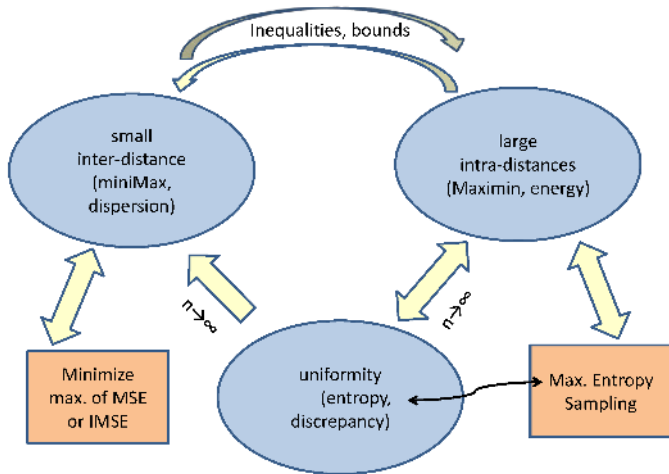 Inequalities, bounds
small
inter-distance
(miniMax,
dispersion)
large
intra-distances
(Maximin, energy)
n→∞
n→∞
Minimize
max. of MSE
or IMSE
uniformity
(entropy,
discrepancy)
Max. Entropy
Sampling